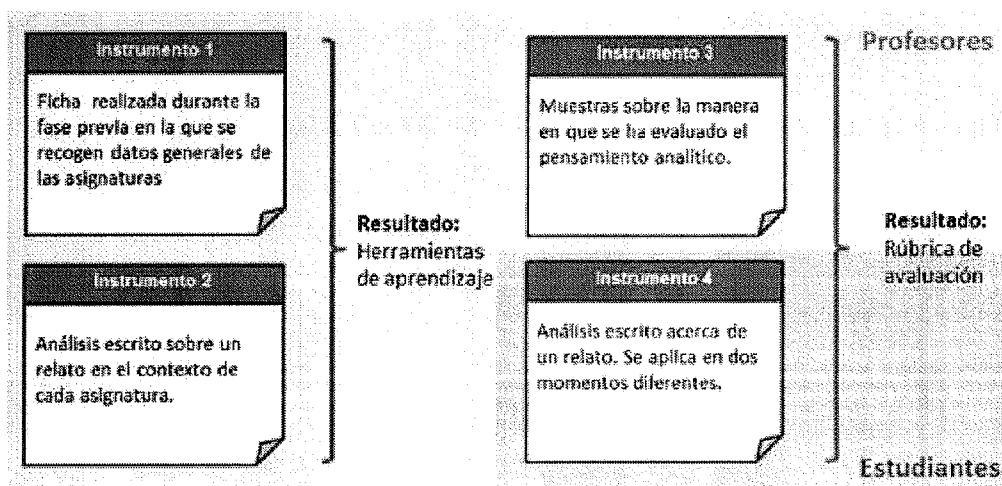 Instrumento 1
Ficha realizada durante la
fase previa en la que se
recogen datos generales de
las asignaturas
Instrumento 2
Análisis escrito sobre un
relato en el contexto de
cada asignatura.
Resultado:
Herramientas
de aprendizaje
Instrumento 3
Muestras sobre la manera
en que se ha evaluado el
pensamiento analítico.
Instrumento 4
Análisis escrito acerca de
un relato. Se aplica en dos
momentos diferentes.
Profesores
Resultado:
Rúbrica de
avaluación
Estudiantes